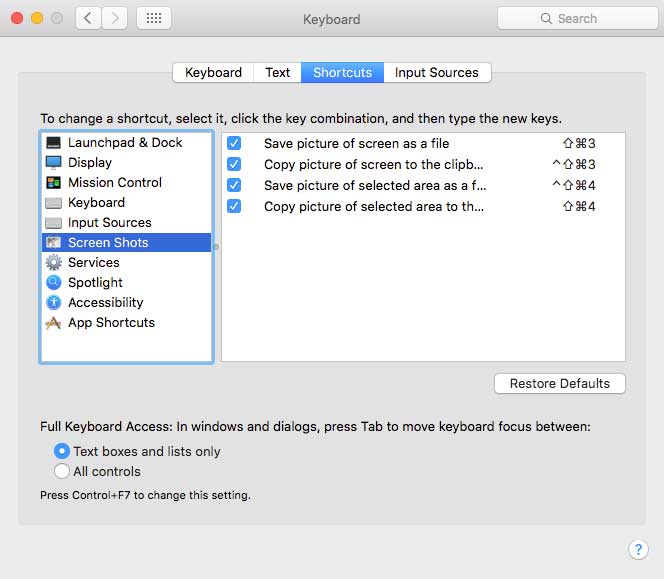 Keyboard
Search
Keyboard Text Shortcuts Input Sources
To change a shortcut, select it, click the key combination, and then type the new keys.
Launchpad & Dock
Display
Mission Control
Keyboard
Input Sources
Screen Shots
Services
Spotlight
Accessibility
App Shortcuts
Save picture of screen as a file ⇧⌘3
Copy picture of screen to the clipb... ^⇧⌘3
Save picture of selected area as a f... ^⇧⌘4
Copy picture of selected area to th... ⇧⌘4
Restore Defaults
Full Keyboard Access: In windows and dialogs, press Tab to move keyboard focus between:
Text boxes and lists only
All controls
Press Control+F7 to change this setting.
?